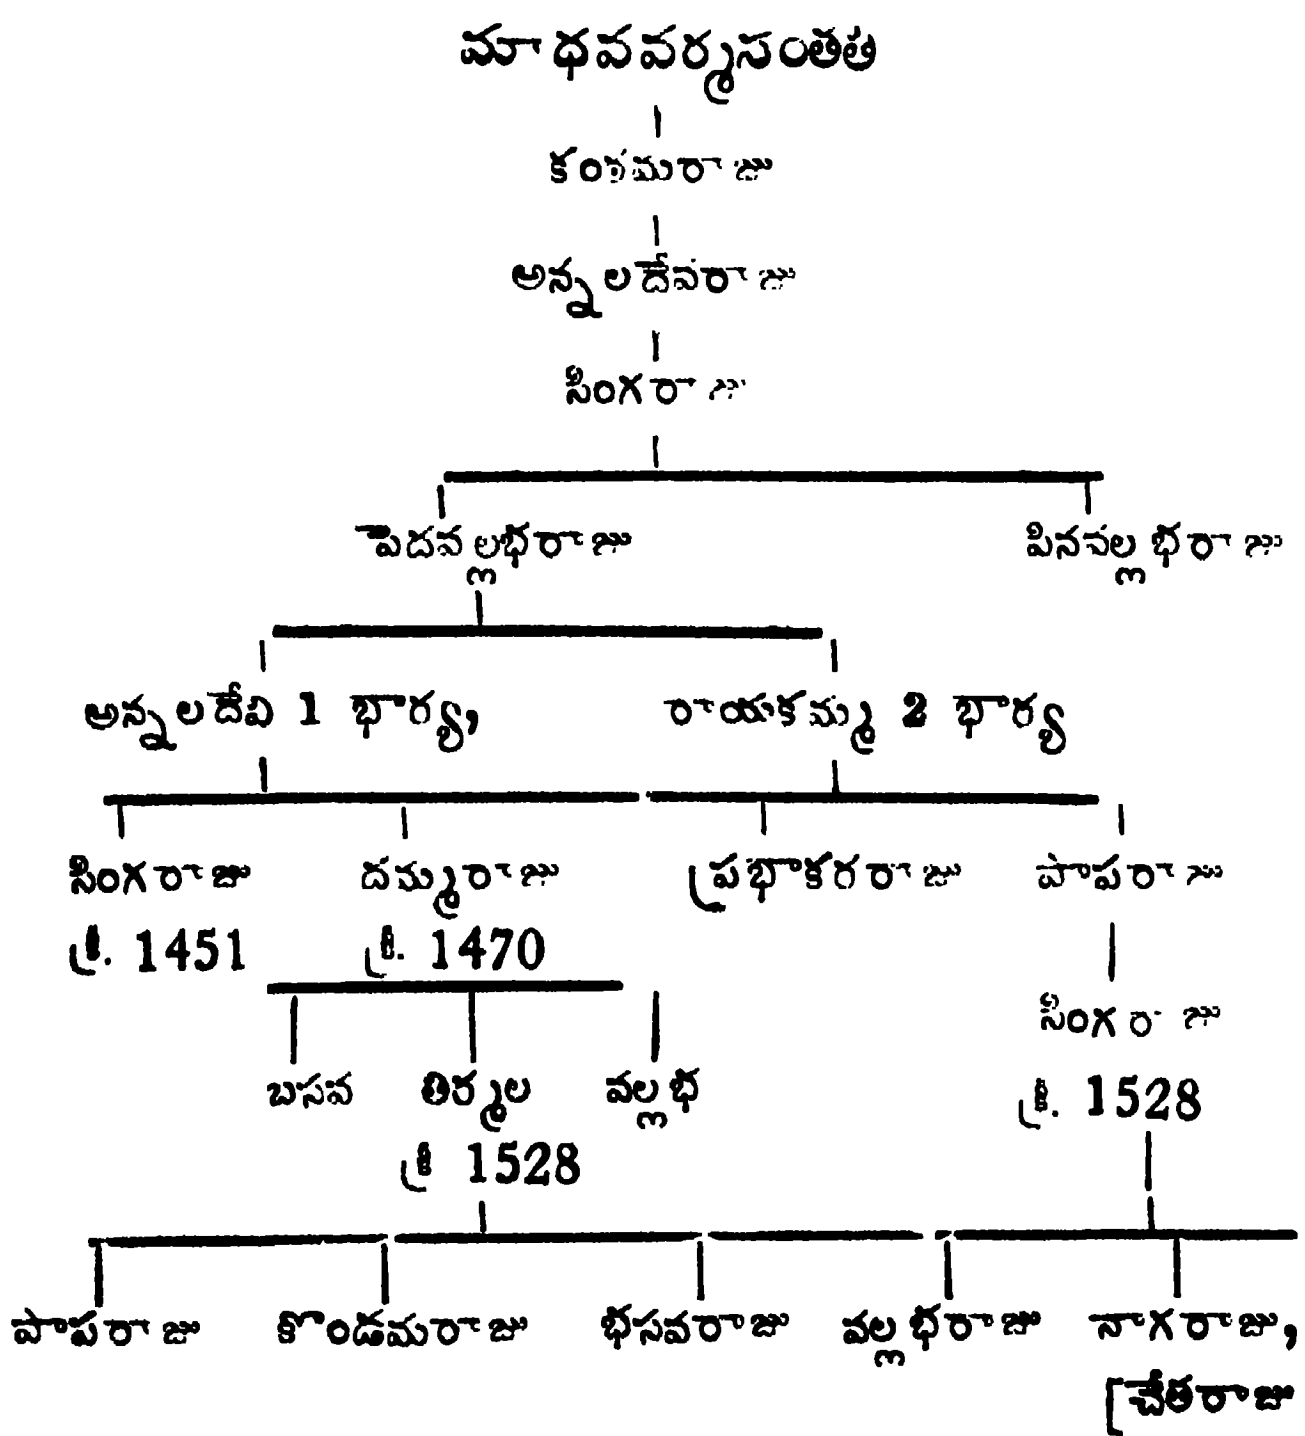 మాధవవర్మసంతతి
కంళమరాజు
అన్నలదేవరాజు
సింగరాజు
పెదవల్లభరాజు పినవల్లభరాజు
అన్నలదేవి 1 భార్య, రాయకమ్మ 2 భార్య
సింగరాజు దమ్మరాజు ప్రభాకరరాజు పాపరాజు
క్రీ. 1451 క్రీ. 1470
సింగరాజు
బసవ తిర్మల వల్లభ క్రీ. 1528
క్రీ 1528
పాపరాజు కొండమరాజు భసవరాజు వల్లభరాజు నాగరాజు,
[చేతరాజు